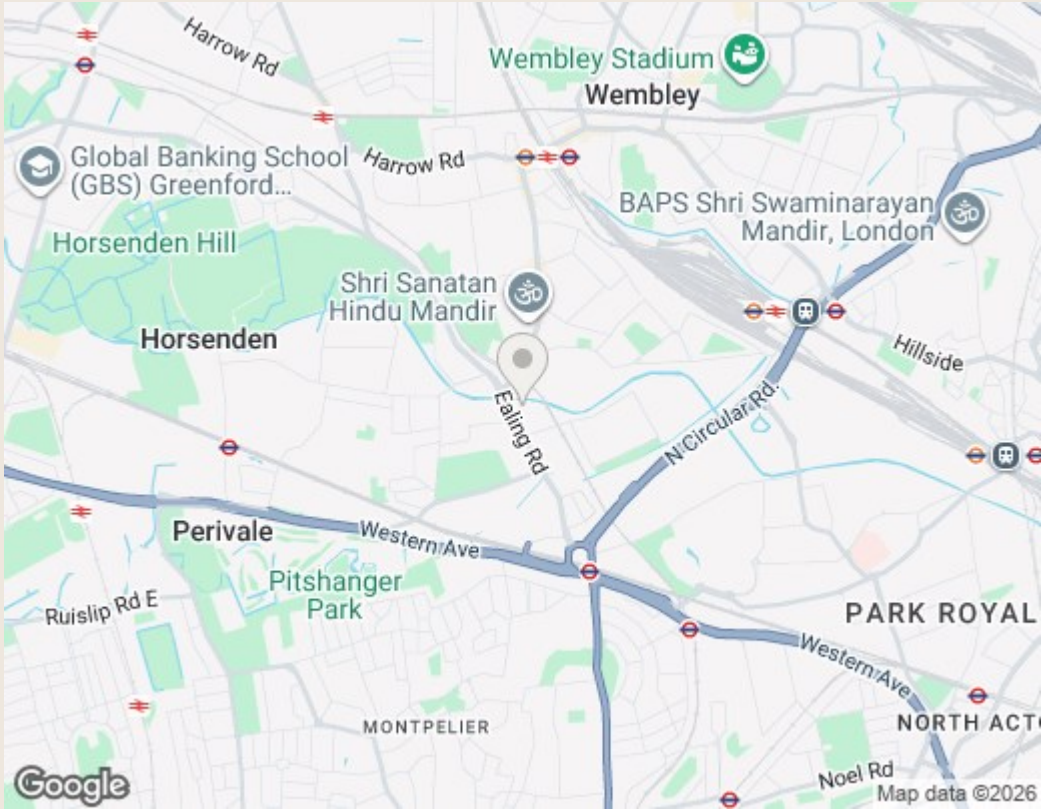 Harrow Rd
Wembley Stadium
Wembley
Global Banking School
(GBS) Greenford...
Harrow Rd
BAPS Shri Swaminarayan
Mandir, London
Horsenden Hill
Shri Sanatan
Hindu Mandir
Horsenden
Hillside
Ealing Rd
N Circular Rd.
Perivale
Western Ave
Pitshanger
Park
Ruislip Rd E
PARK ROYAL
Western Ave
MONTPELIER
NORTH ACTO
Noel Rd
Google
Map data ©2026